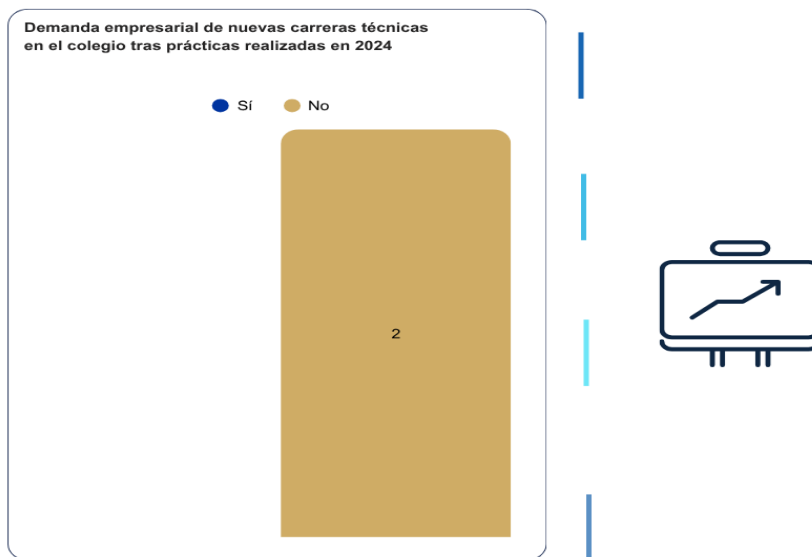 Demanda empresarial de nuevas carreras técnicas
en el colegio tras prácticas realizadas en 2024
Sí No
2